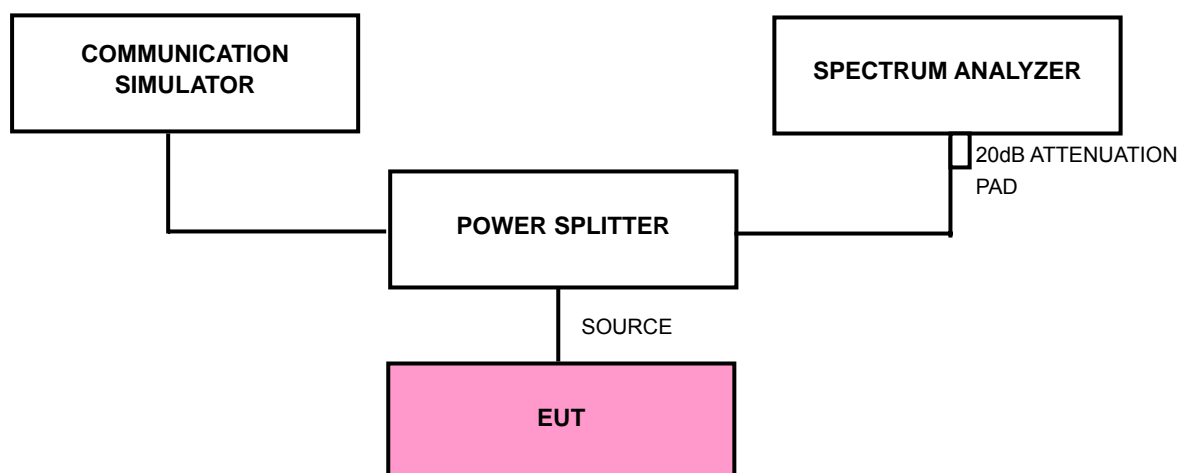 COMMUNICATION
SIMULATOR
SPECTRUM ANALYZER
20dB ATTENUATION
PAD
POWER SPLITTER
SOURCE
EUT